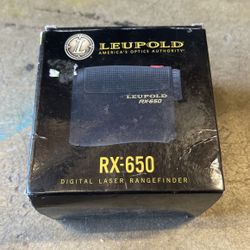 LEUPOLD
AMERICA'S OPTICS AUTHORITY
LEUPOLD
RX-650
RX-650
DIGITAL LASER RANGEFINDER